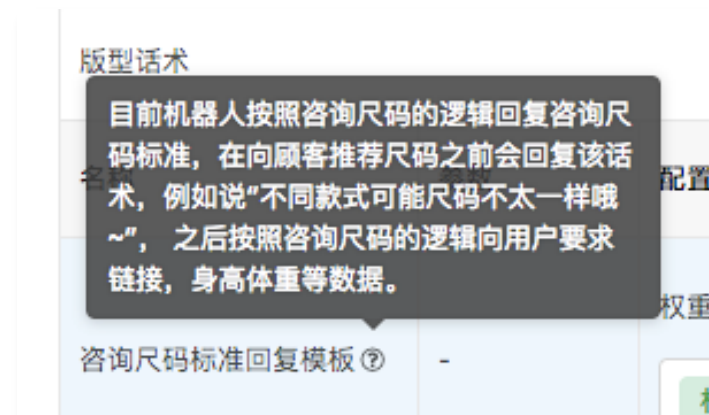 版型话术
目前机器人按照咨询尺码的逻辑回复咨询尺
码标准，在向顾客推荐尺码之前会回复该话
术，例如说"不同款式可能尺码不太一样哦
~"， 之后按照咨询尺码的逻辑向用户要求
链接，身高体重等数据。
名称
参数
配置
权重
咨询尺码标准回复模板
-